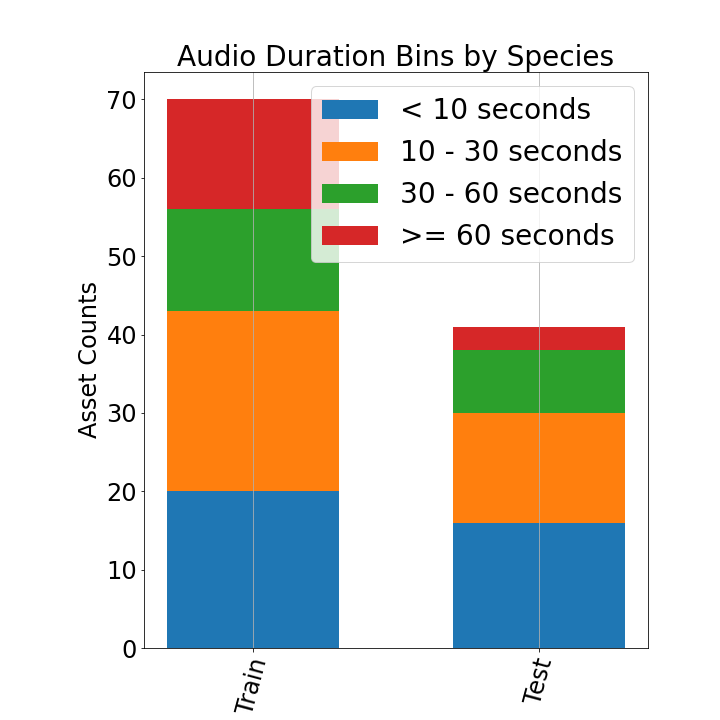 Audio Duration Bins by Species
< 10 seconds
10 - 30 seconds
30 - 60 seconds
>= 60 seconds
Asset Counts
70
60
50
40
30
20
10
0
Train
Test